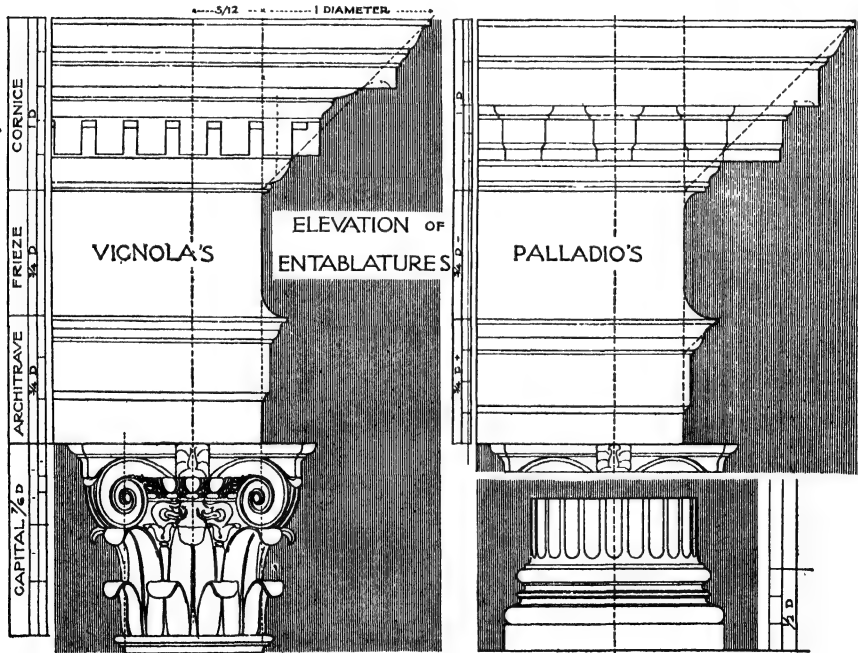 5/12 1 DIAMETER
CORNICE D
FRIEZE ¾ D
ARCHITRAVE ¾ D
CAPITAL 7/6 D
VIGNOLA'S
ELEVATION OF
ENTABLATURES
D
¾ D -
¾ D +
PALLADIO'S
½ D